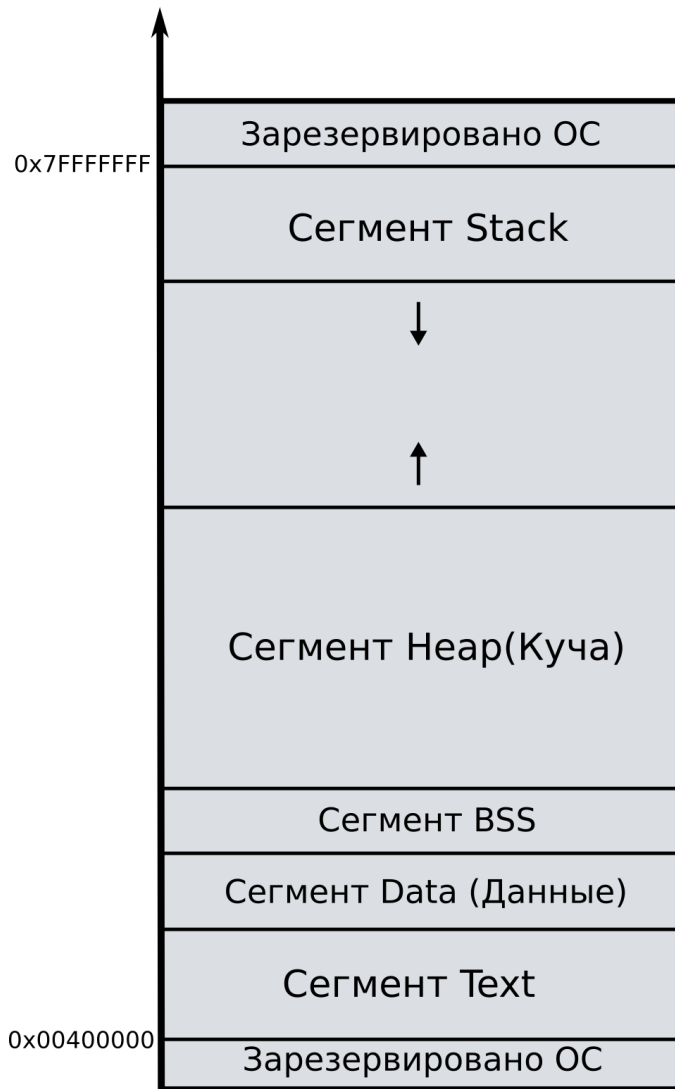 Зарезервировано ОС
0x7FFFFFFF
Сегмент Stack
Сегмент Heap(Куча)
Сегмент BSS
Сегмент Data (Данные)
Сегмент Text
0x00400000
Зарезервировано ОС